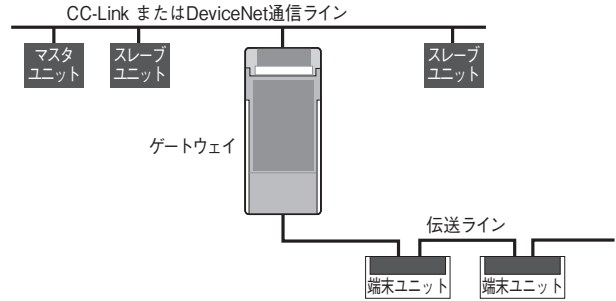 CC-Link またはDeviceNet通信ライン
マスタ
ユニット
スレーブ
ユニット
スレーブ
ユニット
ゲートウェイ
伝送ライン
端末ユニット
端末ユニット